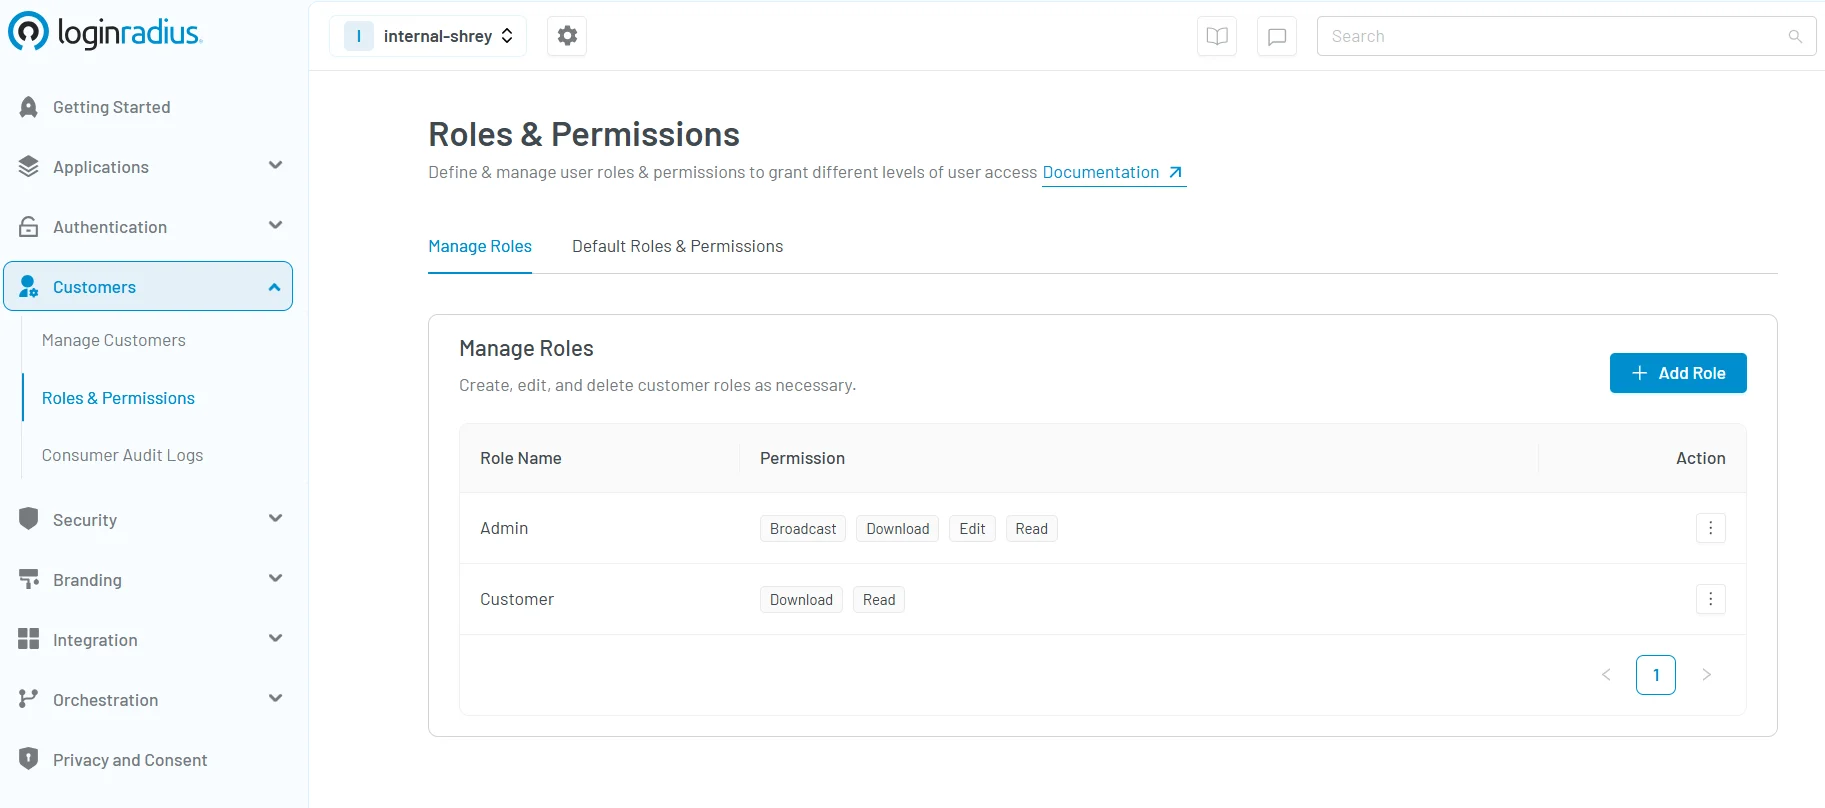 loginradius
I internal-shrey
Search
Getting Started
Applications
Authentication
Customers
Manage Customers
Roles & Permissions
Consumer Audit Logs
Security
Branding
Integration
Orchestration
Privacy and Consent
Roles & Permissions
Define & manage user roles & permissions to grant different levels of user access Documentation
Manage Roles Default Roles & Permissions
Manage Roles
Create, edit, and delete customer roles as necessary.
+ Add Role
Role Name Permission Action
Admin Broadcast Download Edit Read
Customer Download Read
< 1 >